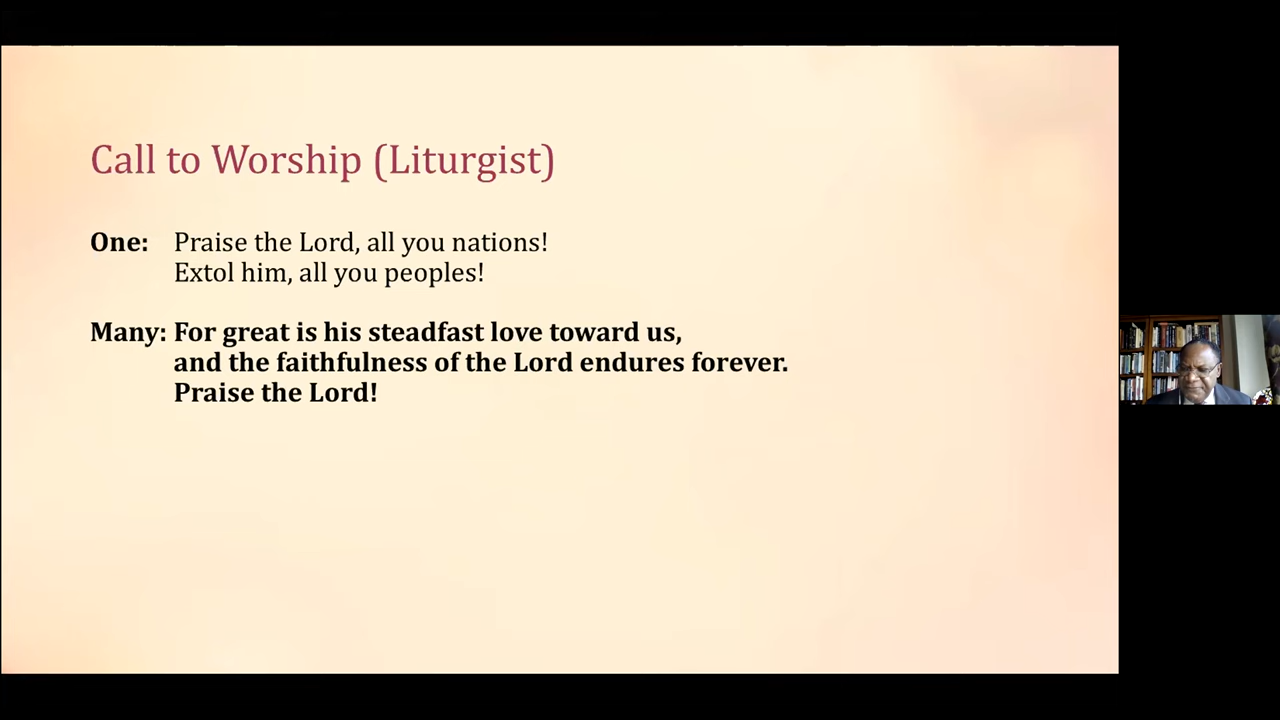 Call to Worship (Liturgist)
One: Praise the Lord, all you nations!
Extol him, all you peoples!
Many: For great is his steadfast love toward us,
and the faithfulness of the Lord endures forever.
Praise the Lord!